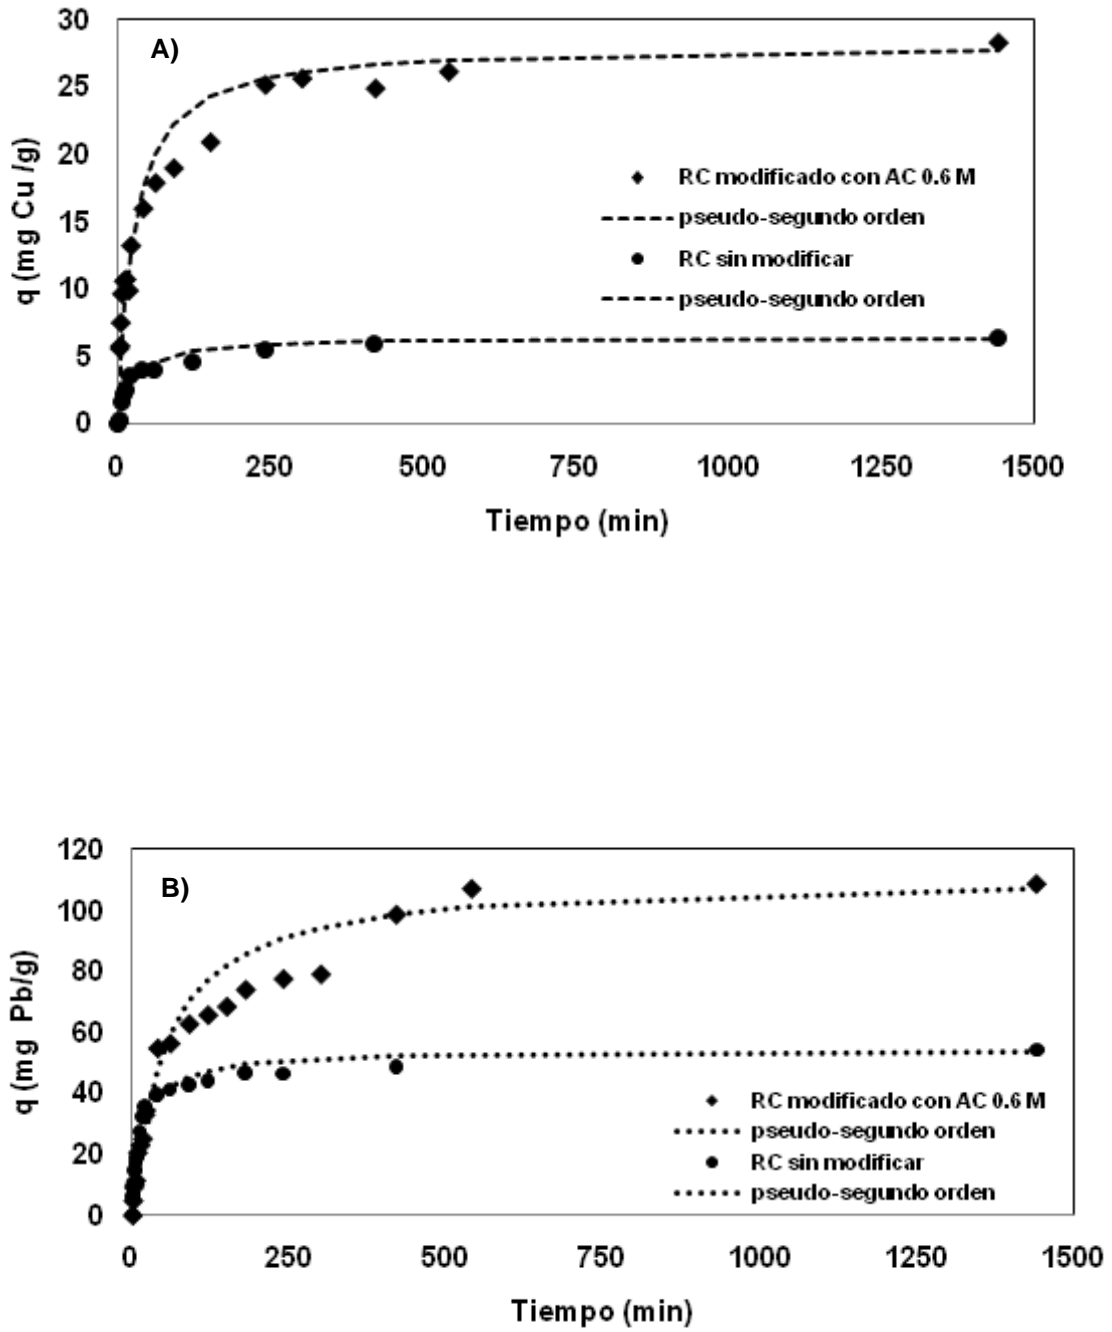 A)
30
25
20
15
10
5
0
q (mg Cu /g)
RC modificado con AC 0.6 M
pseudo-segundo orden
RC sin modificar
pseudo-segundo orden
0 250 500 750 1000 1250 1500
Tiempo (min)
B)
120
100
80
60
40
20
0
q (mg Pb/g)
RC modificado con AC 0.6 M
pseudo-segundo orden
RC sin modificar
pseudo-segundo orden
0 250 500 750 1000 1250 1500
Tiempo (min)